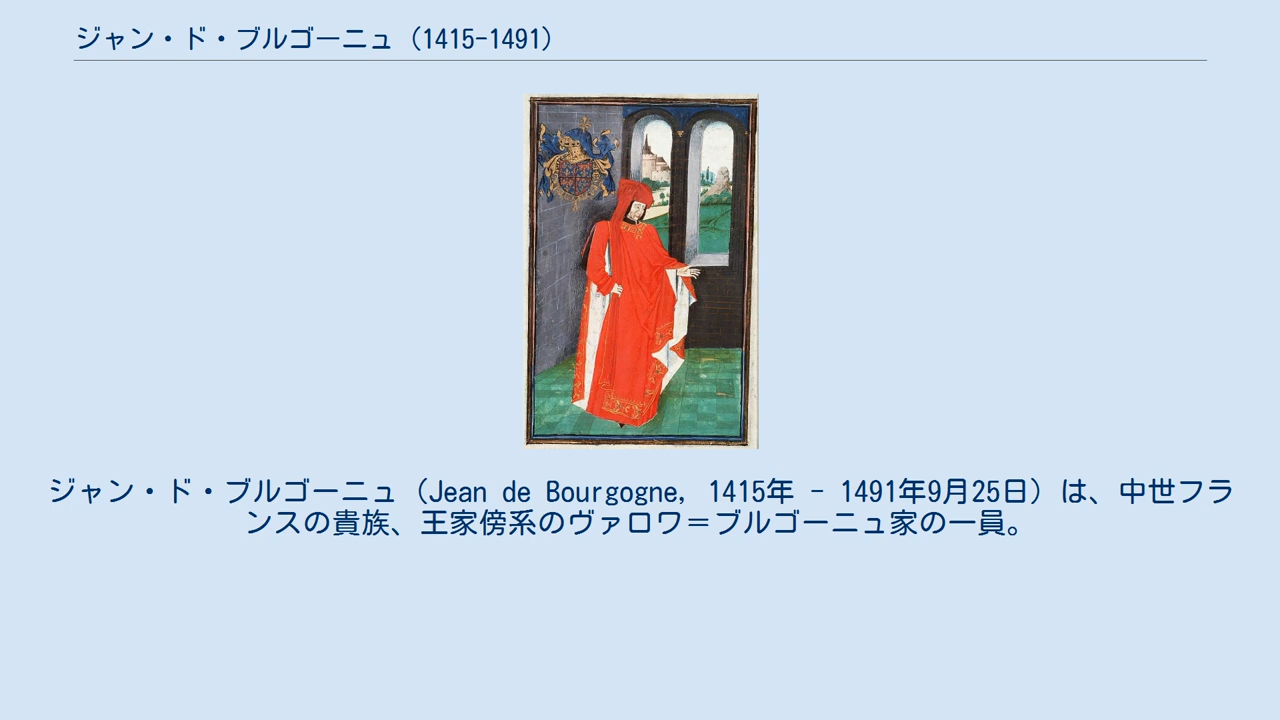 ジャン・ド・ブルゴーニュ（1415-1491）
ジャン・ド・ブルゴーニュ（Jean de Bourgogne, 1415年 - 1491年9月25日）は、中世フラ
ンスの貴族、王家傍系のヴァロワ＝ブルゴーニュ家の一員。